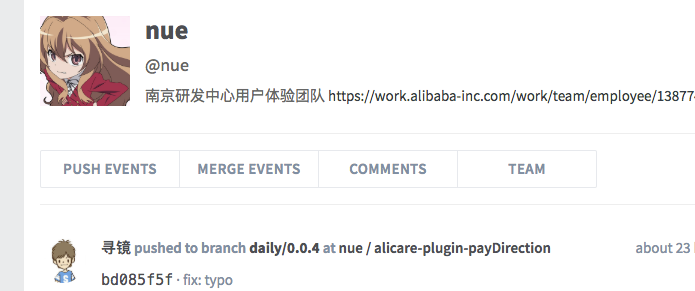 nue
@nue
南京研发中心用户体验团队 https://work.alibaba-inc.com/work/team/employee/13877
PUSH EVENTS MERGE EVENTS COMMENTS TEAM
寻镜 pushed to branch daily/0.0.4 at nue / alicare-plugin-payDirection about 23
bd085f5f · fix: typo